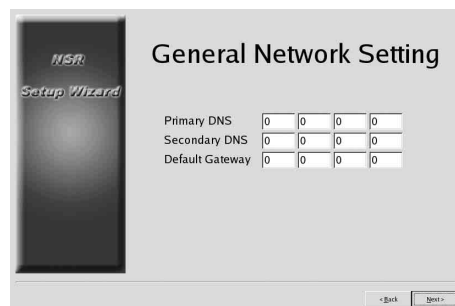 NSR
Setup Wizard
General Network Setting
Primary DNS 0 0 0 0
Secondary DNS 0 0 0 0
Default Gateway 0 0 0 0
< Back Next >